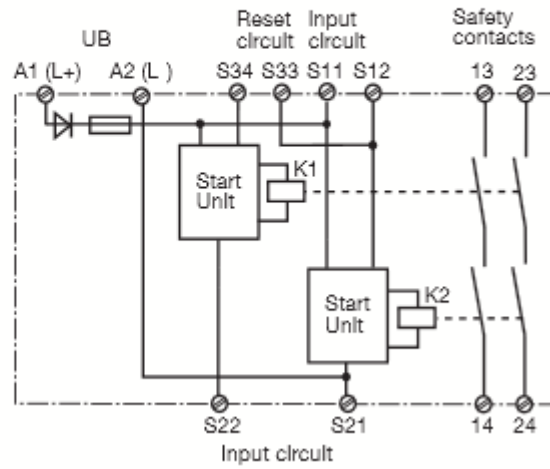 UB
Reset circuit
Input circuit
Safety contacts
A1 (L+)
A2 (L )
S34
S33
S11
S12
13
23
Start Unit
K1
Start Unit
K2
S22
S21
14
24
Input circuit